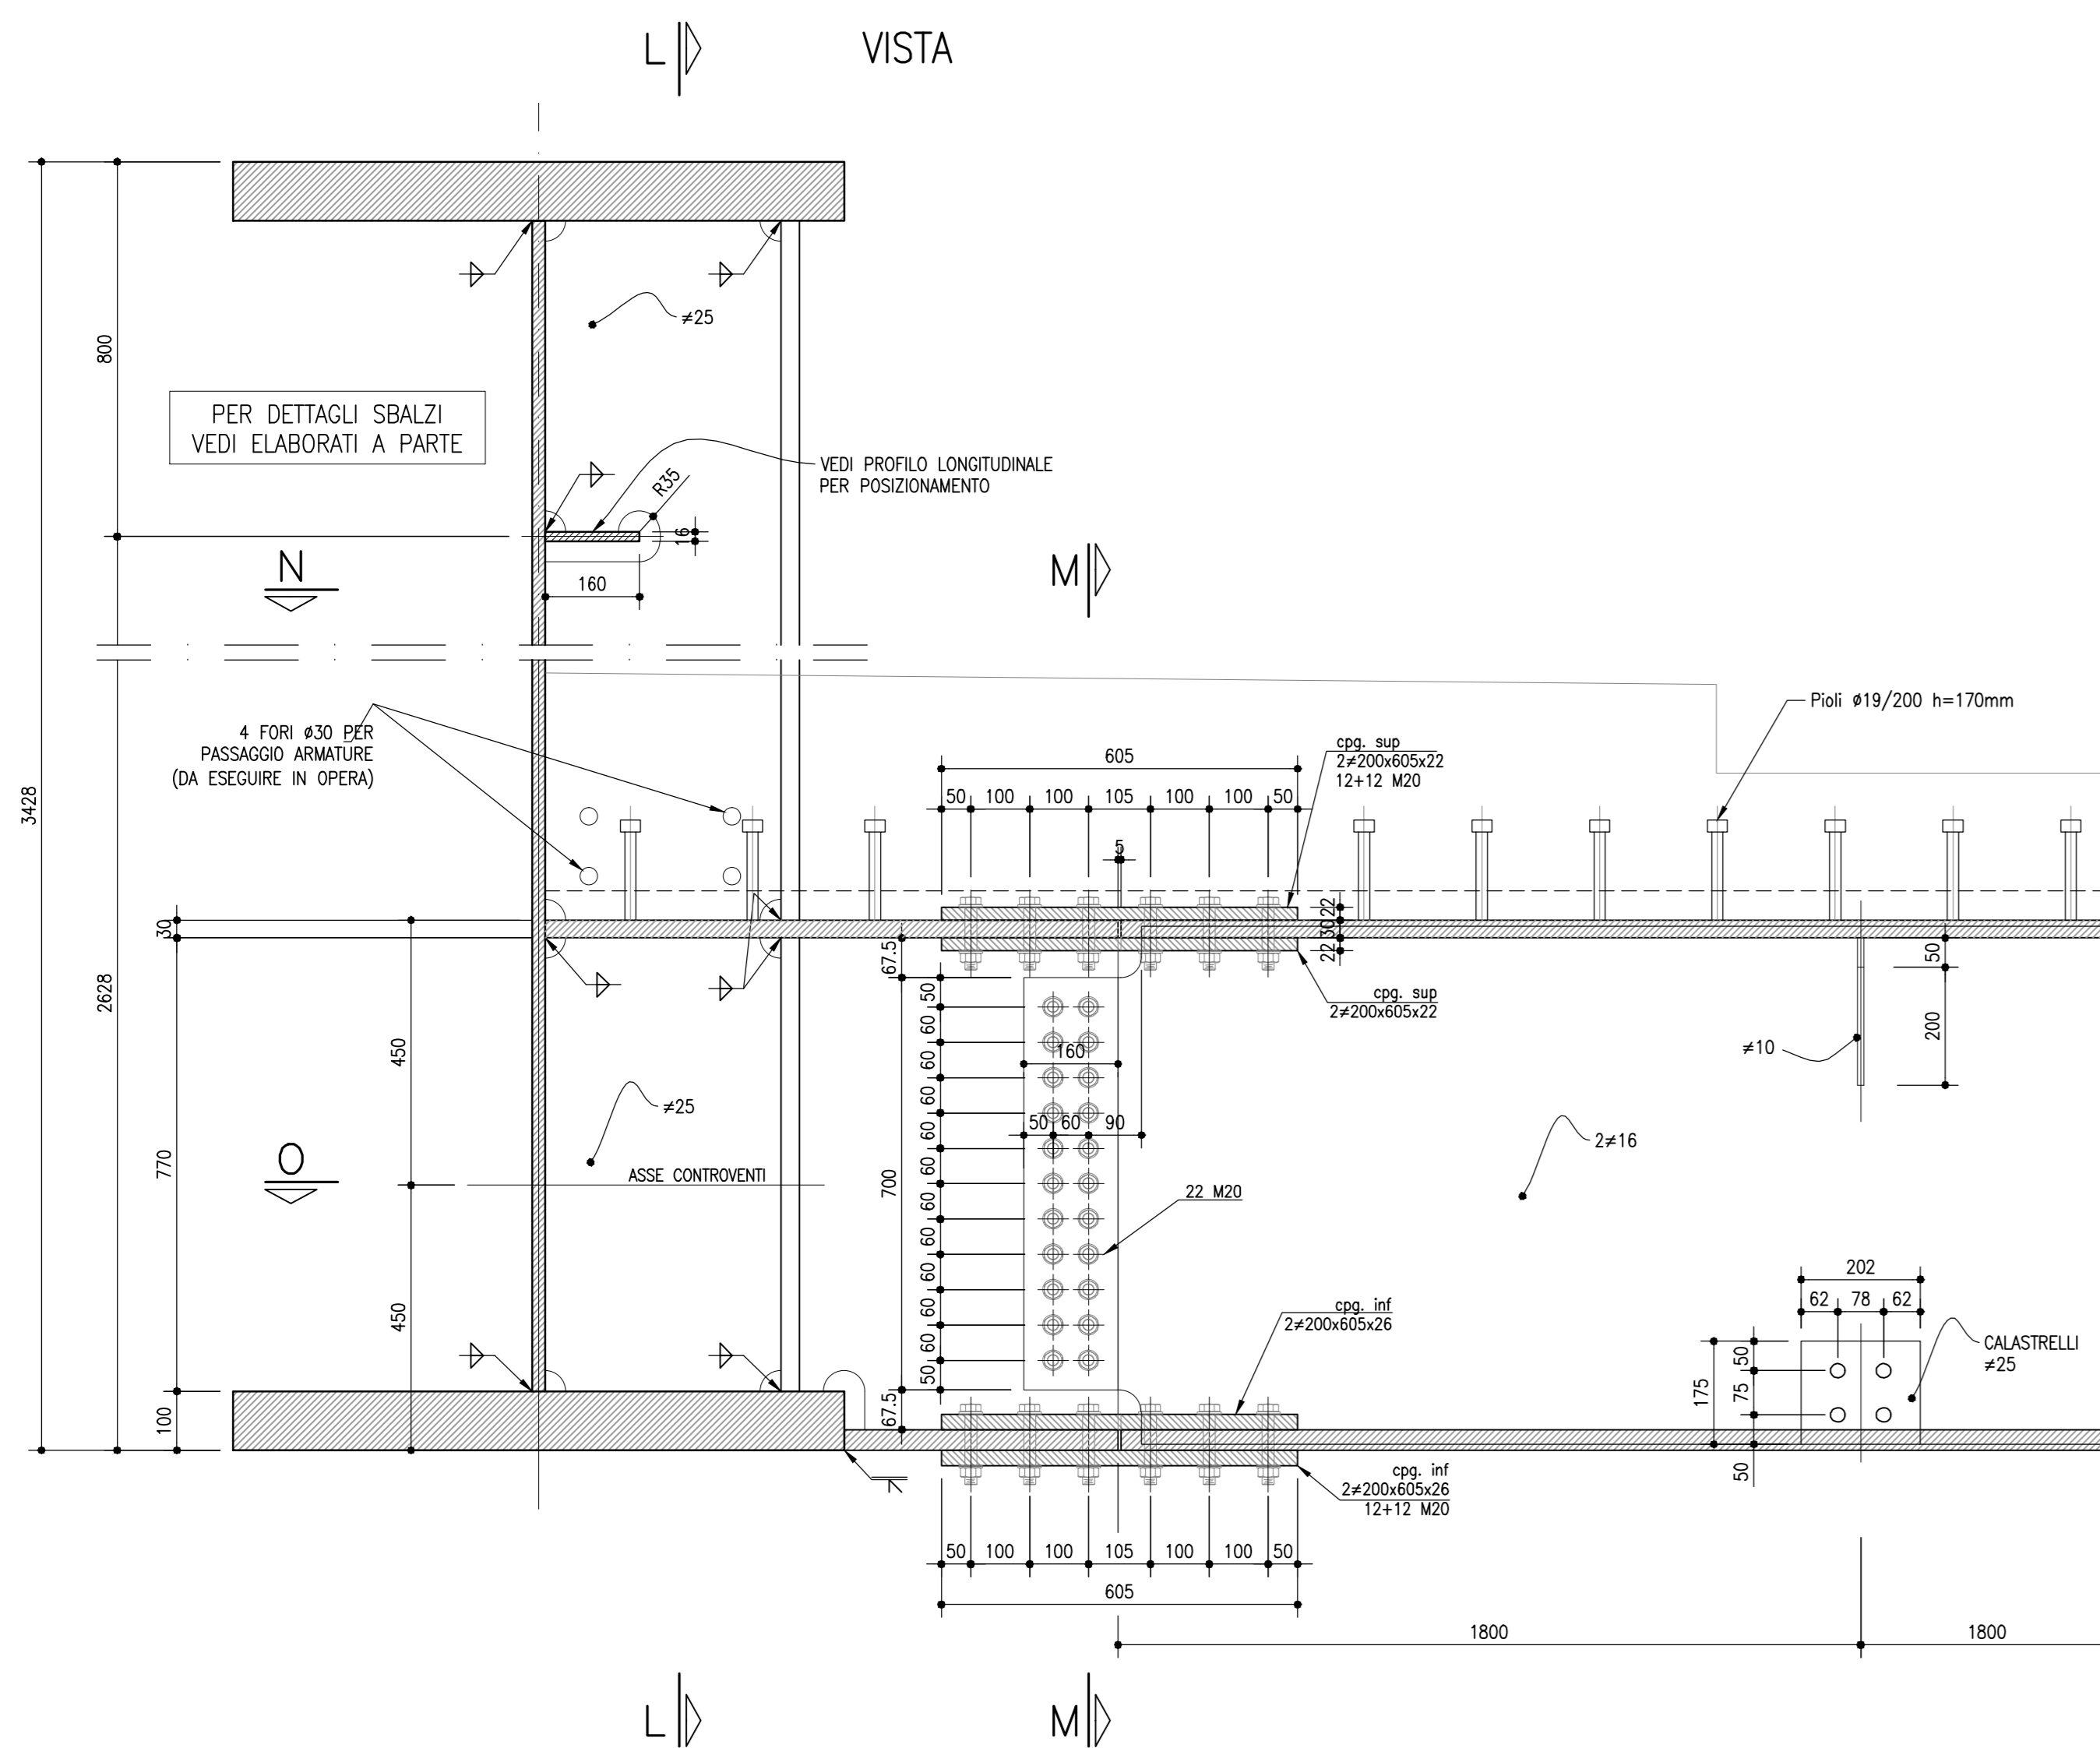 L
VISTA
800
≠25
PER DETTAGLI SBALZI
VEDI ELABORATI A PARTE
VEDI PROFILO LONGITUDINALE
PER POSIZIONAMENTO
R35
16
160
N
M
3428
4 FORI ø30 PER
PASSAGGIO ARMATURE
(DA ESEGUIRE IN OPERA)
Pioli ø19/200 h=170mm
605
cpg. sup
2≠200x605x22
12+12 M20
50 100 100 105 100 100 50
5
30
22
30
22
67.5
cpg. sup
2≠200x605x22
2628
450
50
60
60
60
60
60
60
60
60
60
60
50
160
50 60 90
700
50
200
≠10
≠25
2≠16
770
O
ASSE CONTROVENTI
22 M20
450
202
62 78 62
cpg. inf
2≠200x605x26
CALASTRELLI
≠25
175
50
75
50
100
67.5
cpg. inf
2≠200x605x26
12+12 M20
50 100 100 105 100 100 50
605
1800
1800
L
M